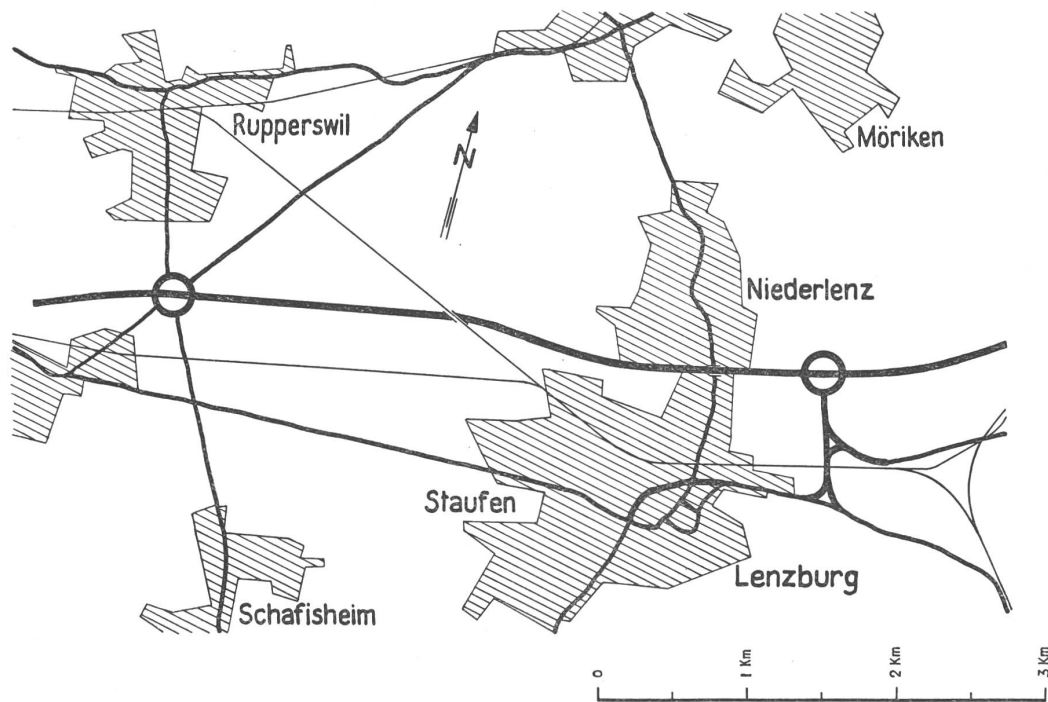 Rupperswil
N
Möriken
Niederlenz
Staufen
Lenzburg
Schafisheim
0
1 Km
2 Km
3 Km